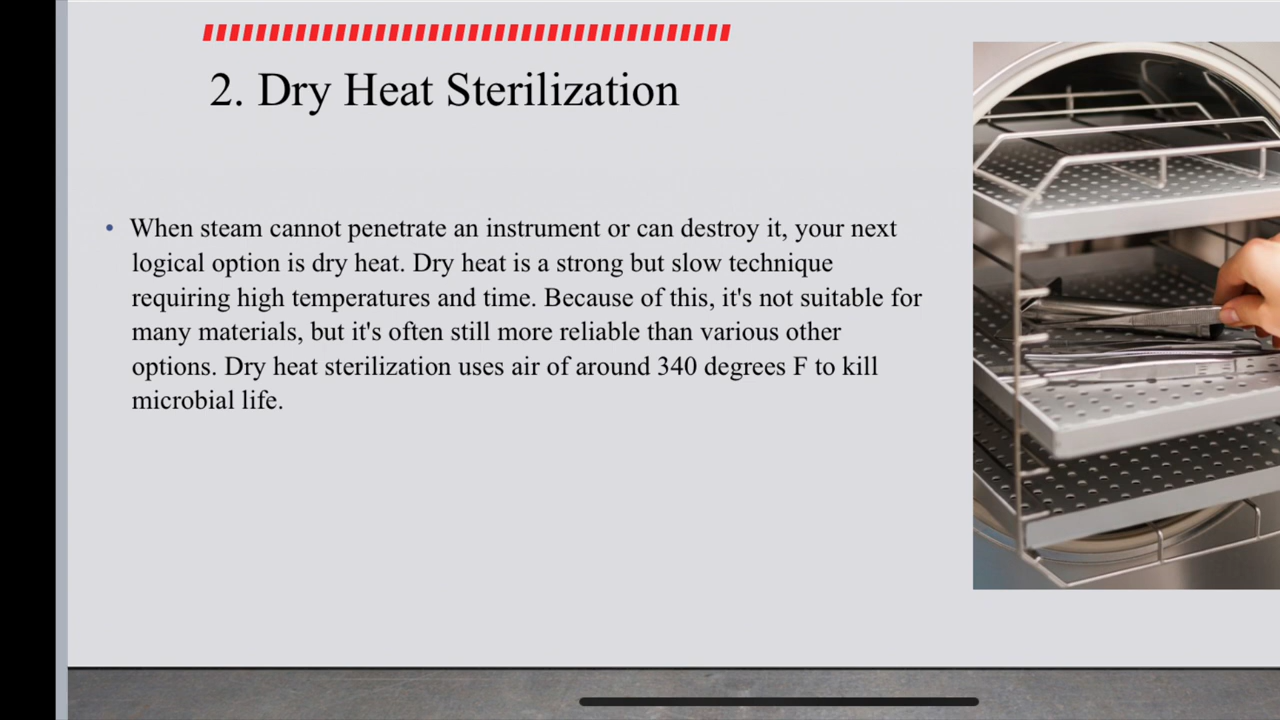 2. Dry Heat Sterilization
• When steam cannot penetrate an instrument or can destroy it, your next
logical option is dry heat. Dry heat is a strong but slow technique
requiring high temperatures and time. Because of this, it's not suitable for
many materials, but it's often still more reliable than various other
options. Dry heat sterilization uses air of around 340 degrees F to kill
microbial life.